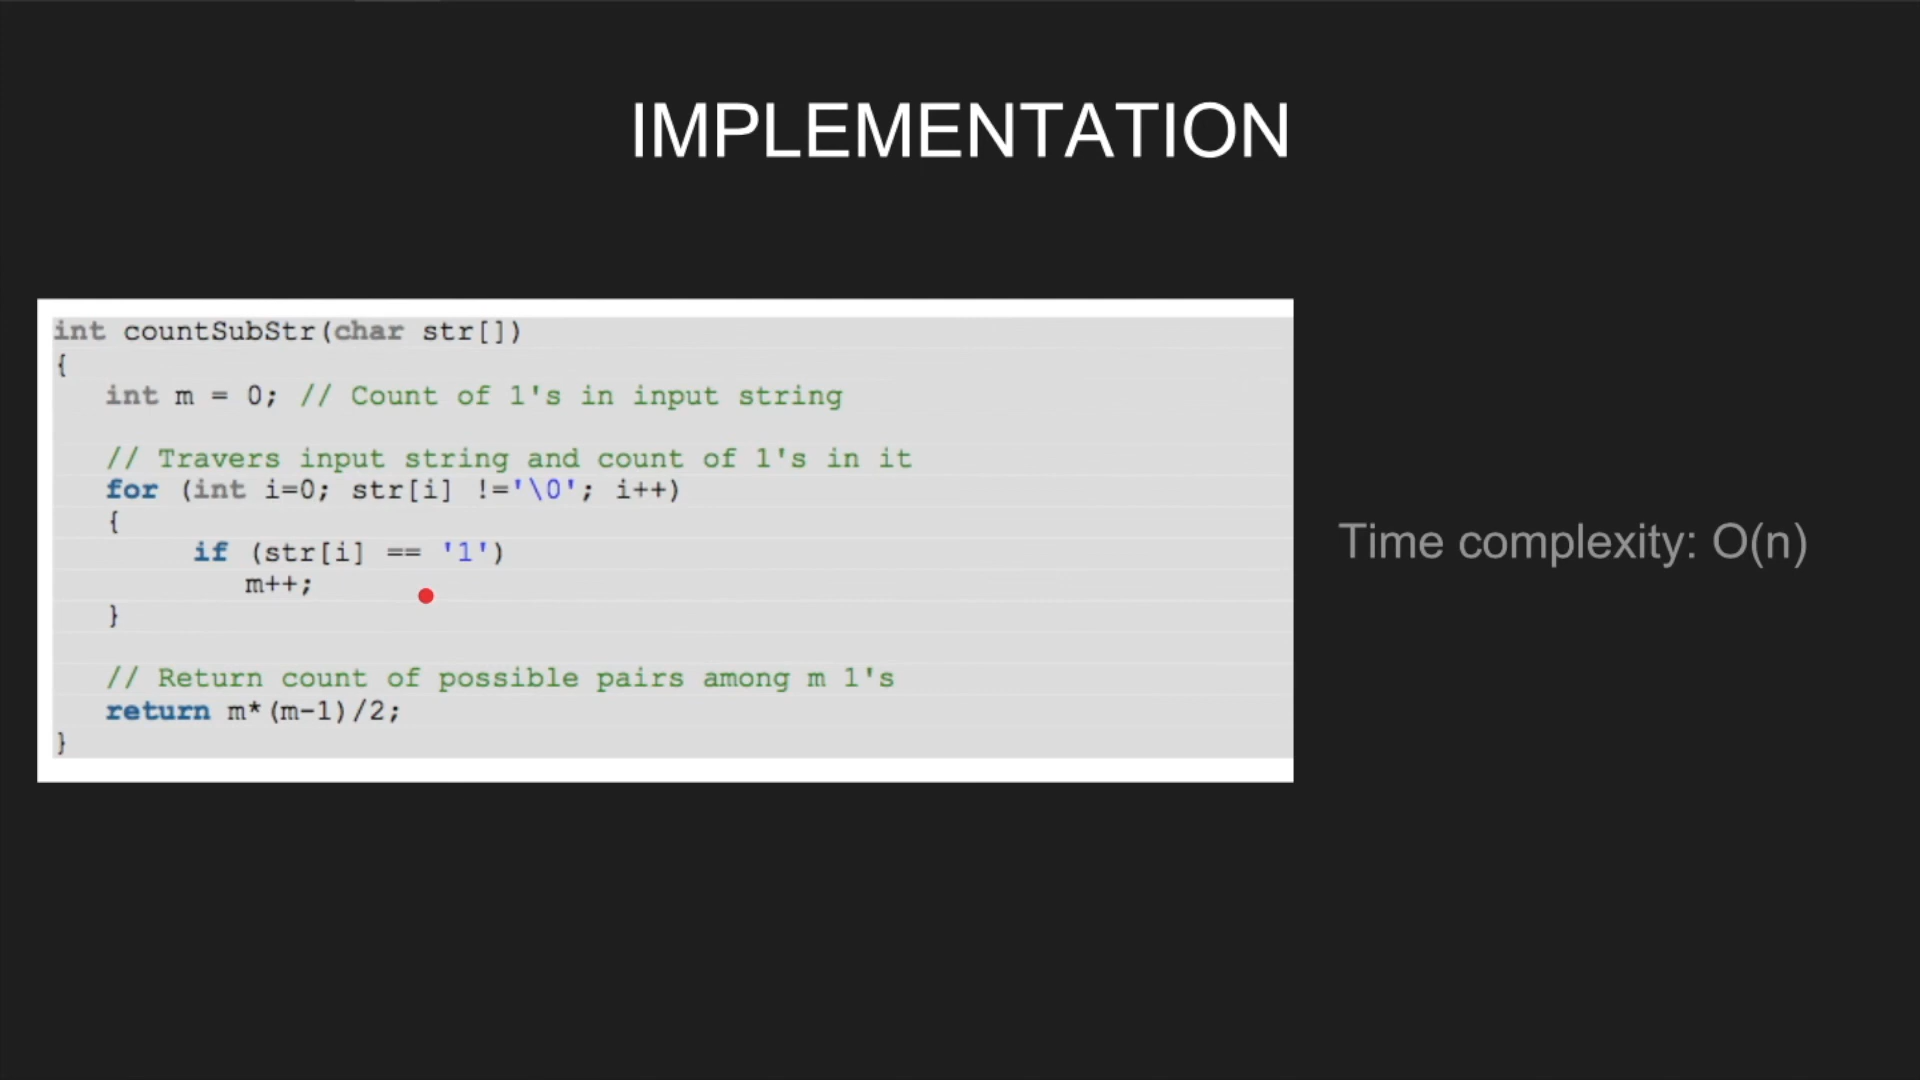 IMPLEMENTATION
int countSubStr(char str[])
{
   int m = 0; // Count of 1's in input string
   // Travers input string and count of 1's in it
   for (int i=0; str[i] !='\0'; i++)
   {
        if (str[i] == '1')
           m++;
   }
   // Return count of possible pairs among m 1's
   return m*(m-1)/2;
}
Time complexity: O(n)